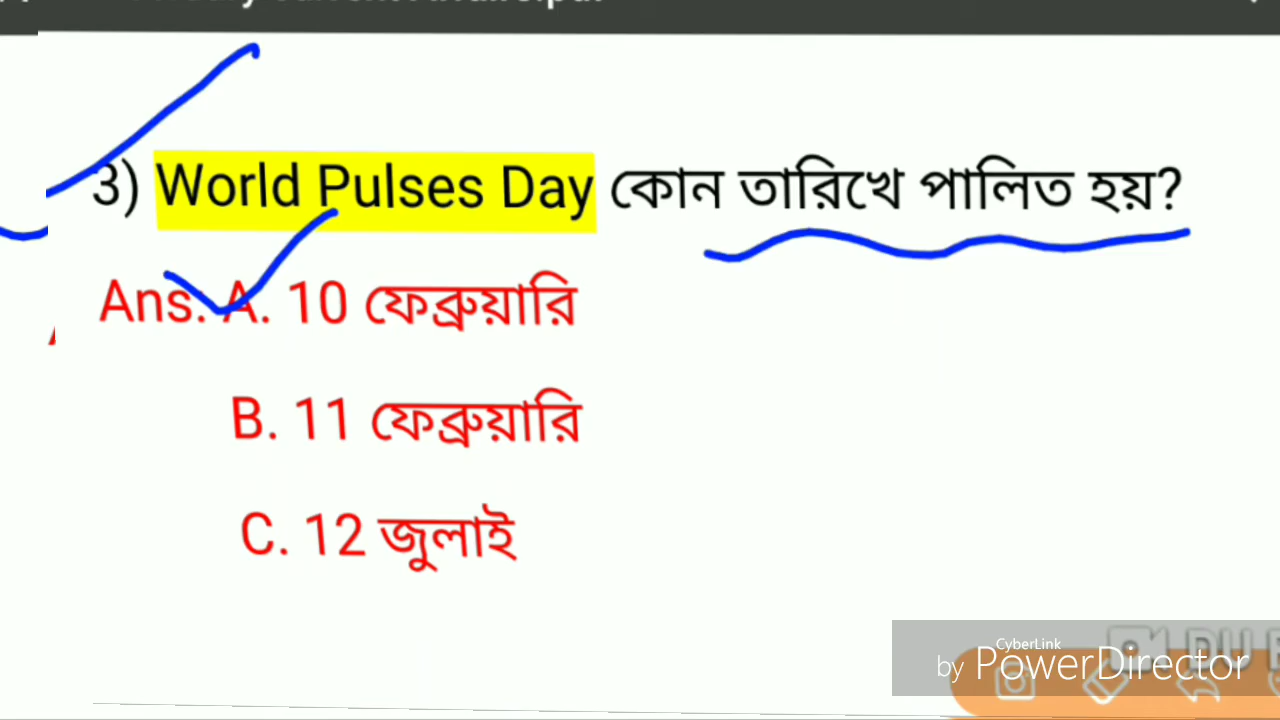 3) World Pulses Day কোন তারিখে পালিত হয়?
Ans. A. 10 ফেব্রুয়ারি
B. 11 ফেব্রুয়ারি
C. 12 জুলাই
CyberLink
by PowerDirector